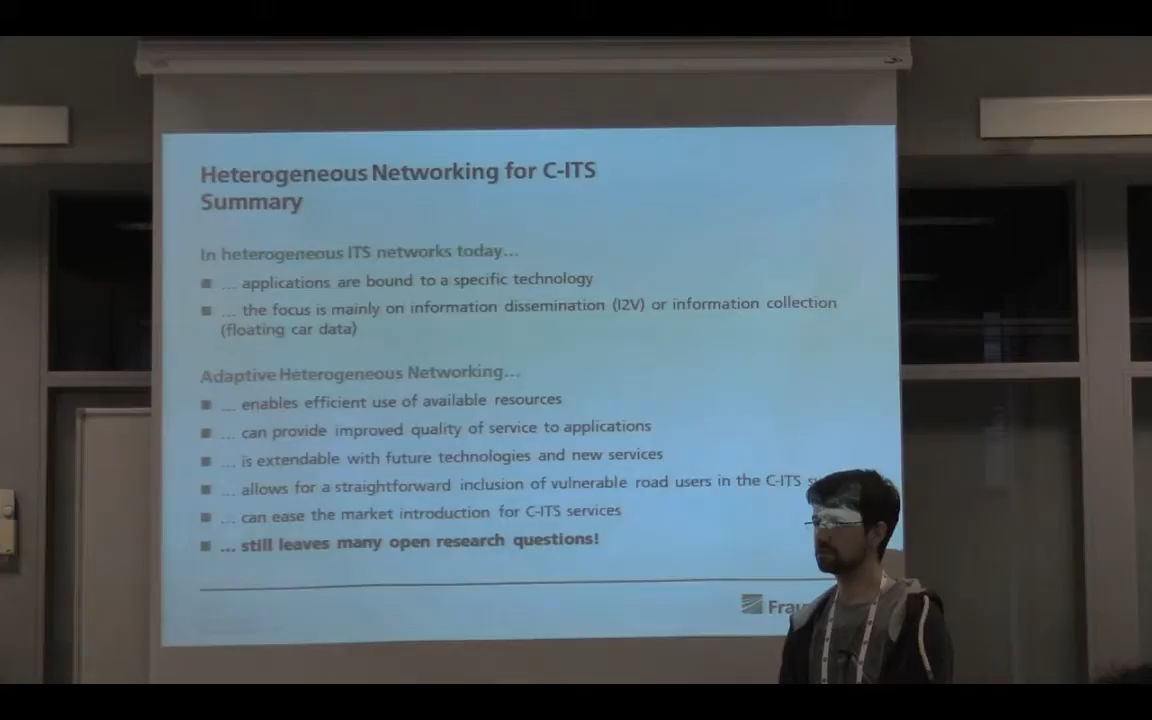 Heterogeneous Networking for C-ITS
Summary
In heterogeneous ITS networks today...
... applications are bound to a specific technology
... the focus is mainly on information dissemination (I2V) or information collection
(floating car data)
Adaptive Heterogeneous Networking...
... enables efficient use of available resources
... can provide improved quality of service to applications
... is extendable with future technologies and new services
... allows for a straightforward inclusion of vulnerable road users in the C-ITS
... can ease the market introduction for C-ITS services
... still leaves many open research questions!